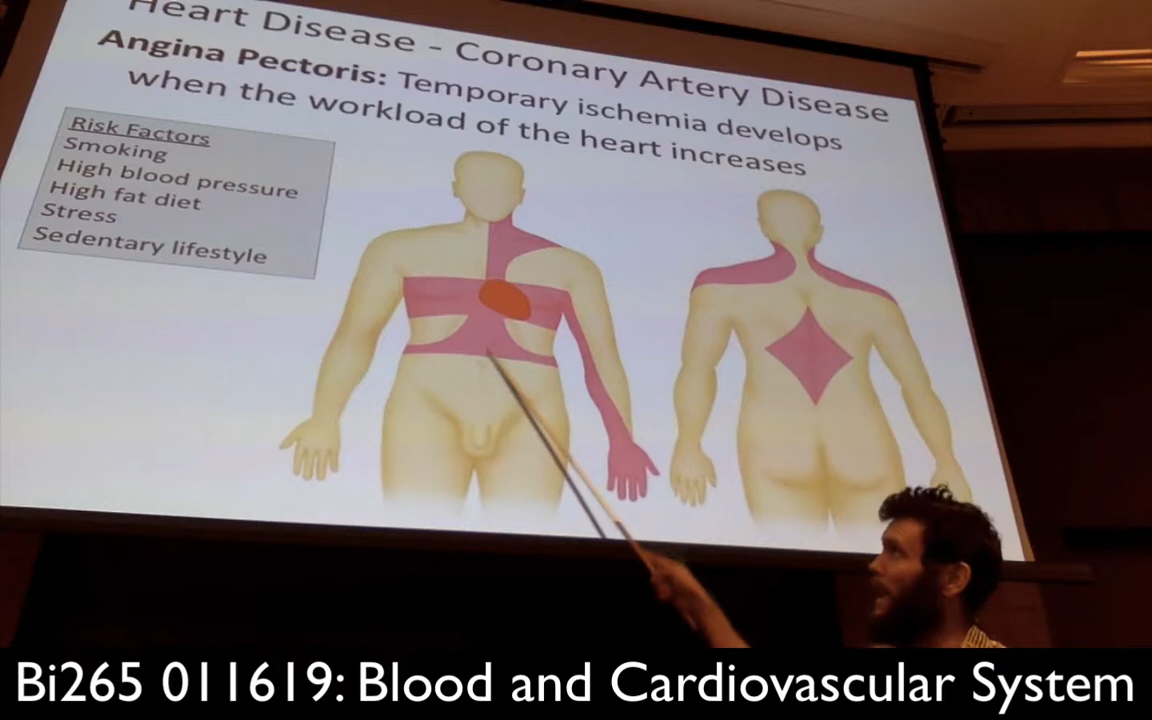 Heart Disease - Coronary Artery Disease
Angina Pectoris: Temporary ischemia develops
when the workload of the heart increases
Risk Factors
Smoking
High blood pressure
High fat diet
Stress
Sedentary lifestyle
Bi265 011619: Blood and Cardiovascular System